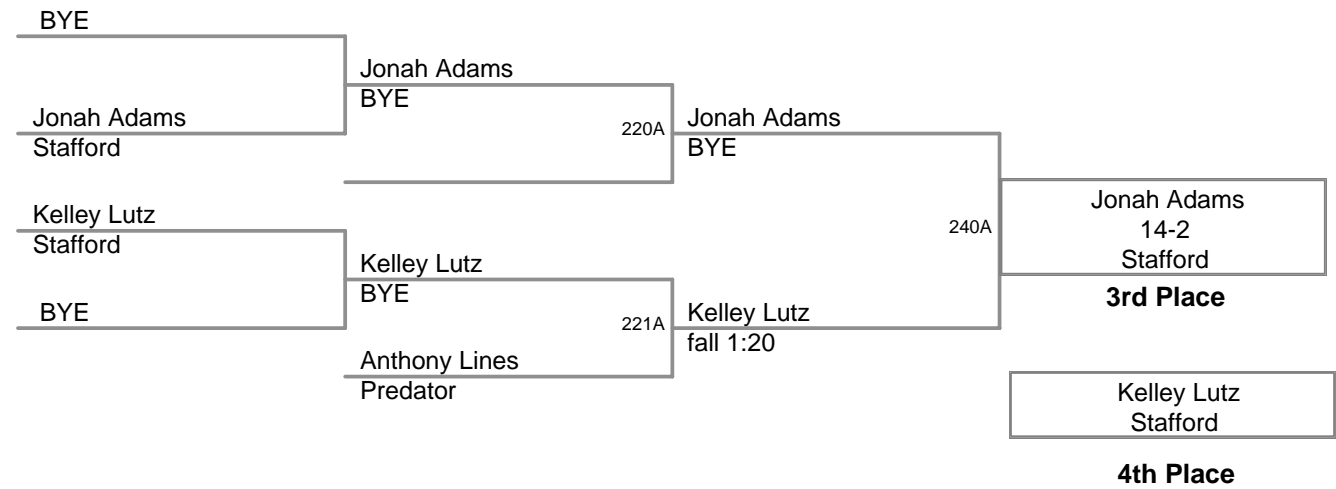 BYE
Jonah Adams
BYE
Jonah Adams
Stafford
220A
Jonah Adams
BYE
Kelley Lutz
Stafford
240A
Jonah Adams
14-2
Stafford
3rd Place
Kelley Lutz
BYE
BYE
221A
Kelley Lutz
fall 1:20
Anthony Lines
Predator
Kelley Lutz
Stafford
4th Place